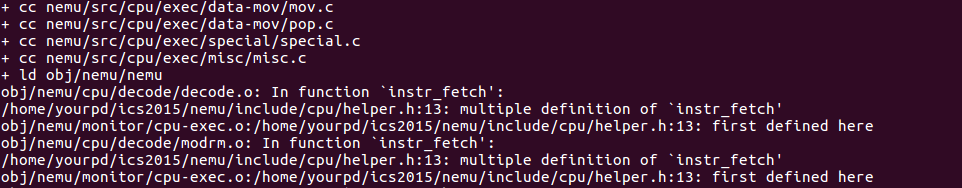 + cc nemu/src/cpu/exec/data-mov/mov.c
+ cc nemu/src/cpu/exec/data-mov/pop.c
+ cc nemu/src/cpu/exec/special/special.c
+ cc nemu/src/cpu/exec/misc/misc.c
+ ld obj/nemu/nemu
obj/nemu/cpu/decode/decode.o: In function `instr_fetch':
/home/yourpd/ics2015/nemu/include/cpu/helper.h:13: multiple definition of `instr_fetch'
obj/nemu/monitor/cpu-exec.o:/home/yourpd/ics2015/nemu/include/cpu/helper.h:13: first defined here
obj/nemu/cpu/decode/modrm.o: In function `instr_fetch':
/home/yourpd/ics2015/nemu/include/cpu/helper.h:13: multiple definition of `instr_fetch'
obj/nemu/monitor/cpu-exec.o:/home/yourpd/ics2015/nemu/include/cpu/helper.h:13: first defined here